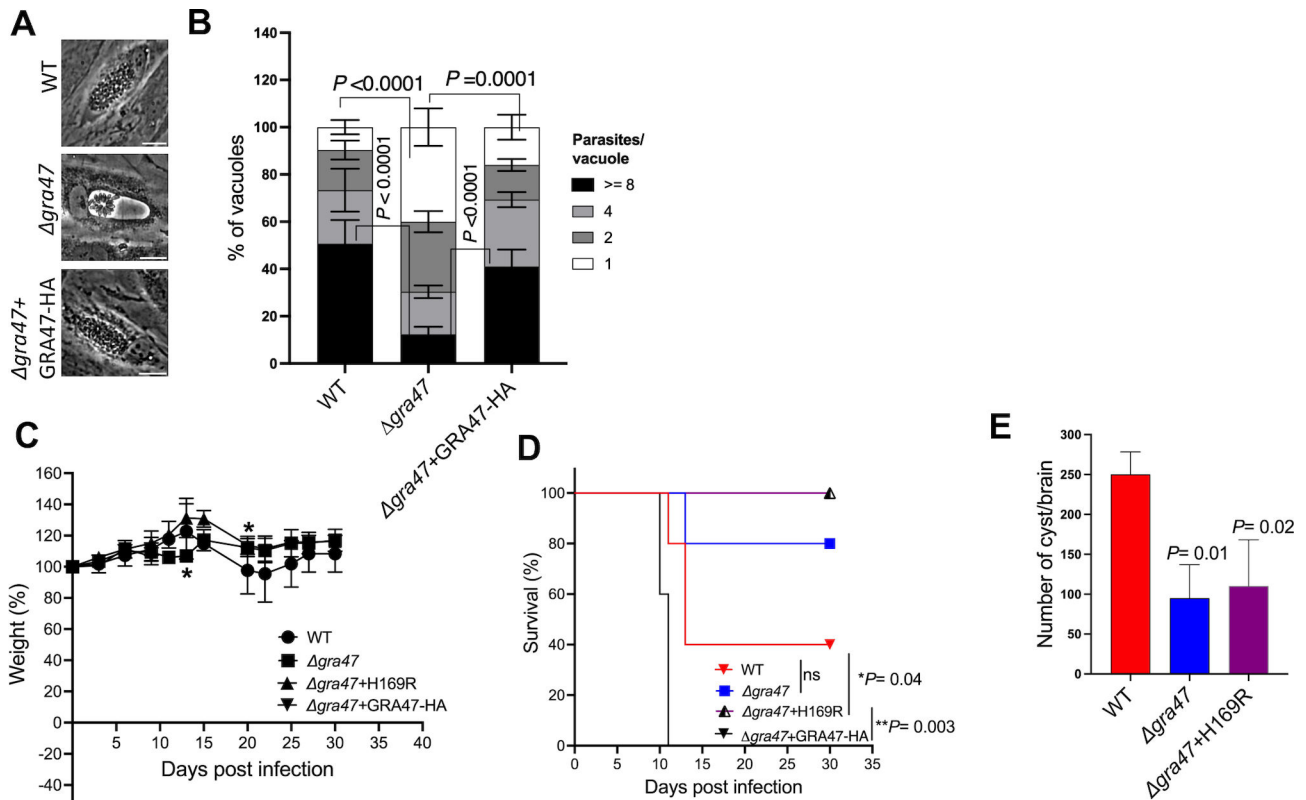 A
WT
Δgra47
Δgra47+
GRA47-HA
B
% of vacuoles
140
120
100
80
60
40
20
0
P <0.0001
P =0.0001
P < 0.0001
P <0.0001
WT
Δgra47
Δgra47+GRA47-HA
Parasites/
vacuole
>= 8
4
2
1
C
Weight (%)
160
140
120
100
80
60
40
20
0
-20
-40
5
10
15
20
25
30
35
40
*
*
WT
Δgra47
Δgra47+H169R
Δgra47+GRA47-HA
Days post infection
D
Survival (%)
100
80
60
40
20
0
0
5
10
15
20
25
30
35
WT
Δgra47
Δgra47+H169R
Δgra47+GRA47-HA
ns
*P= 0.04
**P= 0.003
Days post infection
E
Number of cyst/brain
300
250
200
150
100
50
0
P= 0.01
P= 0.02
WT
Δgra47
Δgra47+H169R